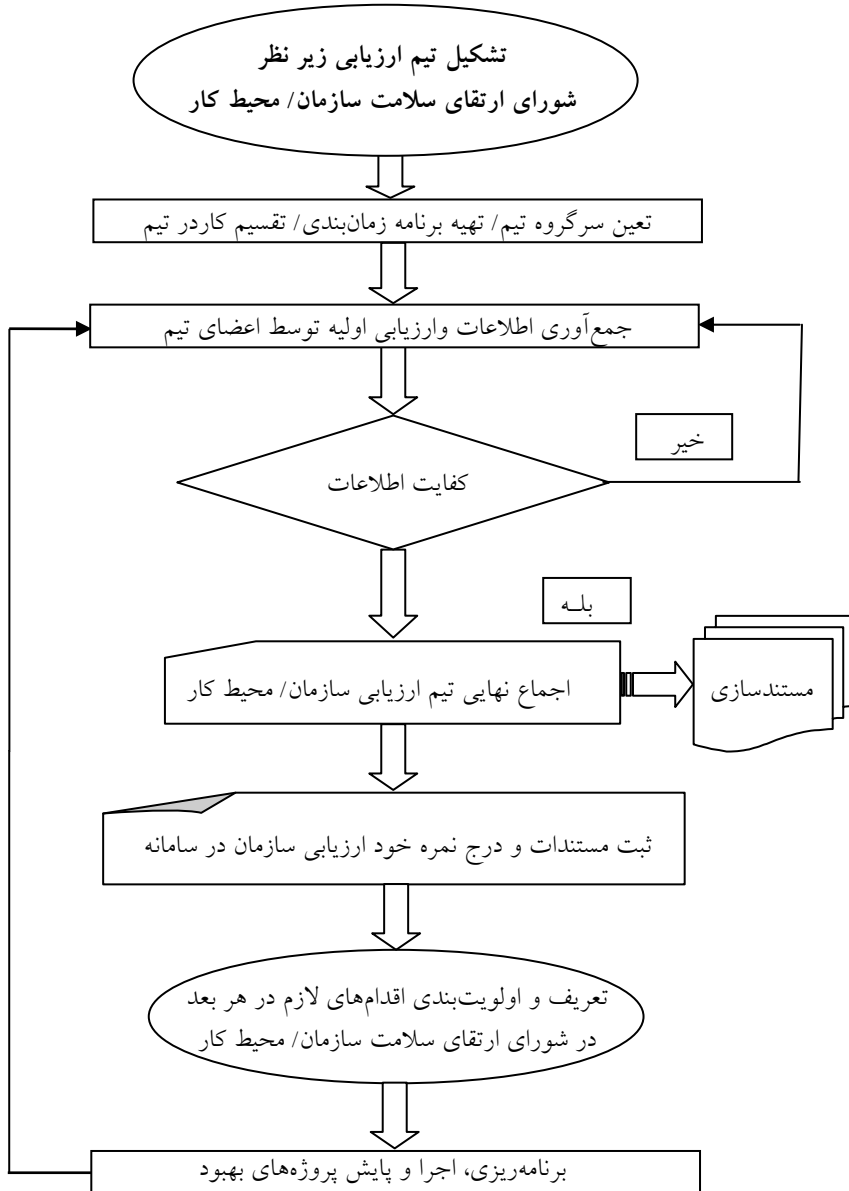 تشکیل تیم ارزیابی زیر نظر
شورای ارتقای سلامت سازمان/ محیط کار
تعین سرگروه تیم/ تهیه برنامه زمان‌بندی/ تقسیم کاردر تیم
جمع‌آوری اطلاعات وارزیابی اولیه توسط اعضای تیم
خیر
کفایت اطلاعات
بلـه
اجماع نهایی تیم ارزیابی سازمان/ محیط کار
مستندسازی
ثبت مستندات و درج نمره خود ارزیابی سازمان در سامانه
تعریف و اولویت‌بندی اقدام‌های لازم در هر بعد
در شورای ارتقای سلامت سازمان/ محیط کار
برنامه‌ریزی، اجرا و پایش پروژه‌های بهبود